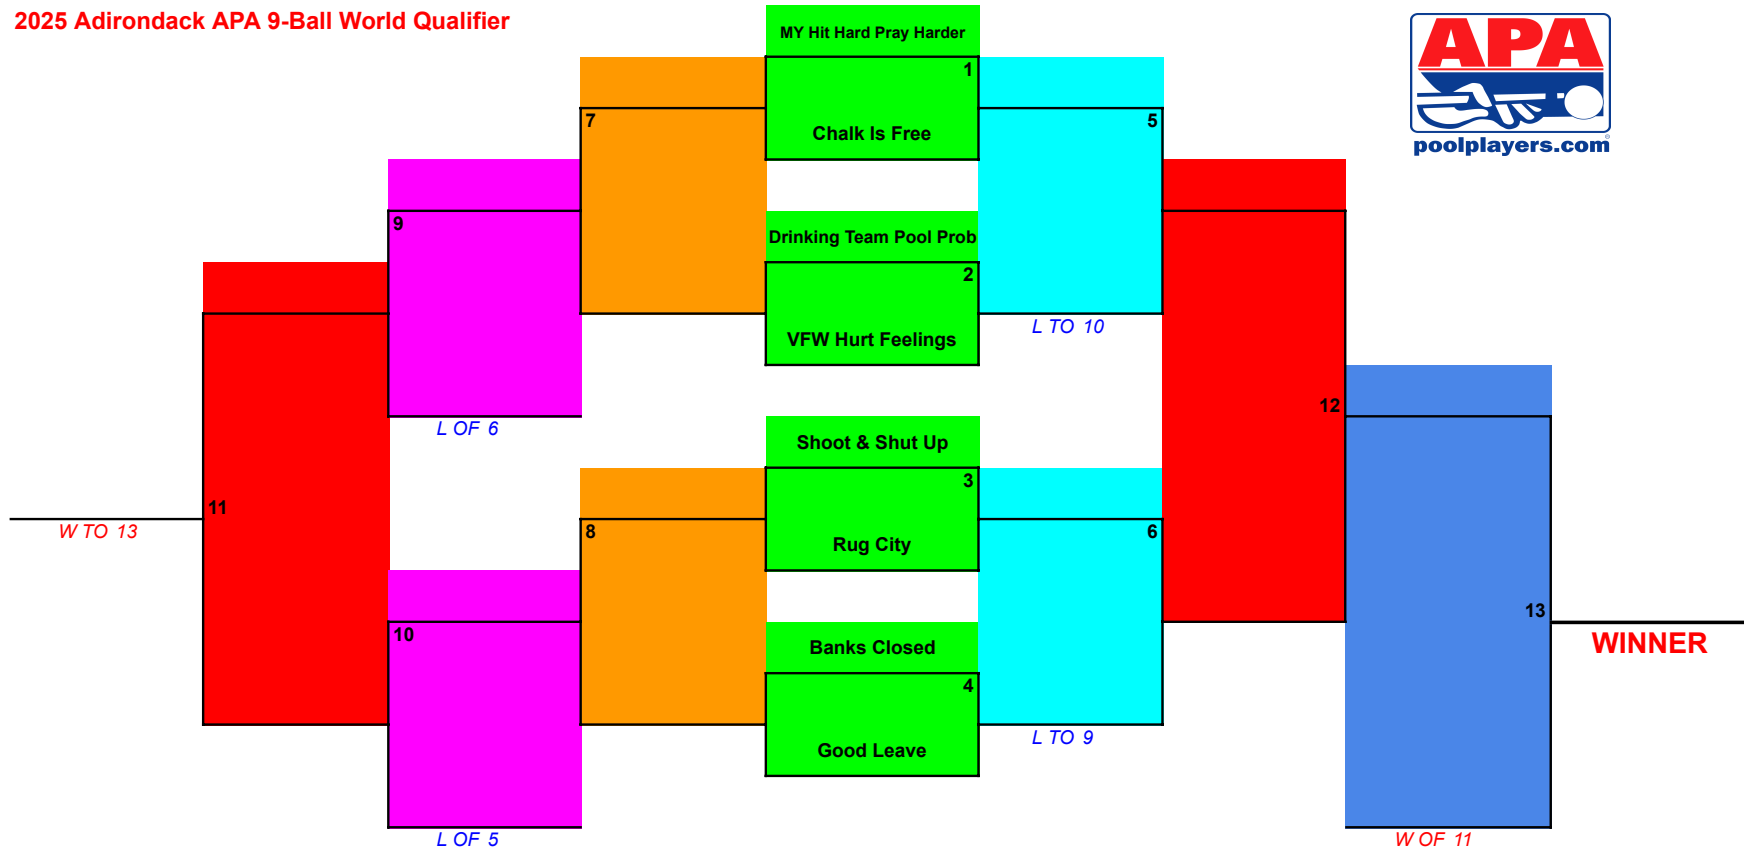 2025 Adirondack APA 9-Ball World Qualifier
MY Hit Hard Pray Harder
APA
1
7
5
Chalk Is Free
poolplayers.com
9
Drinking Team Pool Prob
2
L TO 10
VFW Hurt Feelings
12
L OF 6
Shoot & Shut Up
3
11
W TO 13
8
6
Rug City
13
10
Banks Closed
WINNER
4
L TO 9
Good Leave
L OF 5
W OF 11